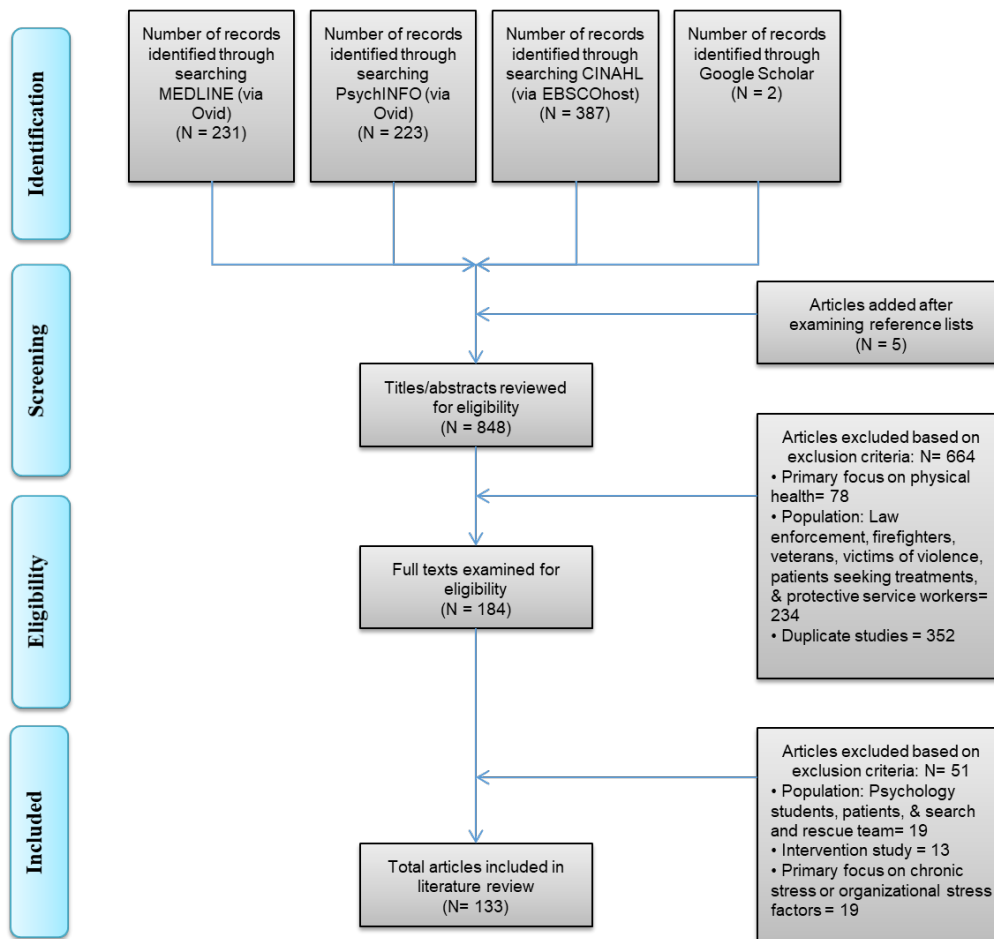 Identification
Number of records
identified through
searching
MEDLINE (via
Ovid)
(N = 231)
Number of records
identified through
searching
PsychINFO (via
Ovid)
(N = 223)
Number of records
identified through
searching CINAHL
(via EBSCOhost)
(N = 387)
Number of records
identified through
Google Scholar
(N = 2)
Screening
Articles added after
examining reference lists
(N = 5)
Titles/abstracts reviewed
for eligibility
(N = 848)
Eligibility
Articles excluded based on
exclusion criteria: N= 664
• Primary focus on physical
health= 78
• Population: Law
enforcement, firefighters,
veterans, victims of violence,
patients seeking treatments,
& protective service workers=
234
• Duplicate studies = 352
Full texts examined for
eligibility
(N = 184)
Included
Articles excluded based on
exclusion criteria: N= 51
• Population: Psychology
students, patients, & search
and rescue team= 19
• Intervention study = 13
• Primary focus on chronic
stress or organizational stress
factors = 19
Total articles included in
literature review
(N= 133)